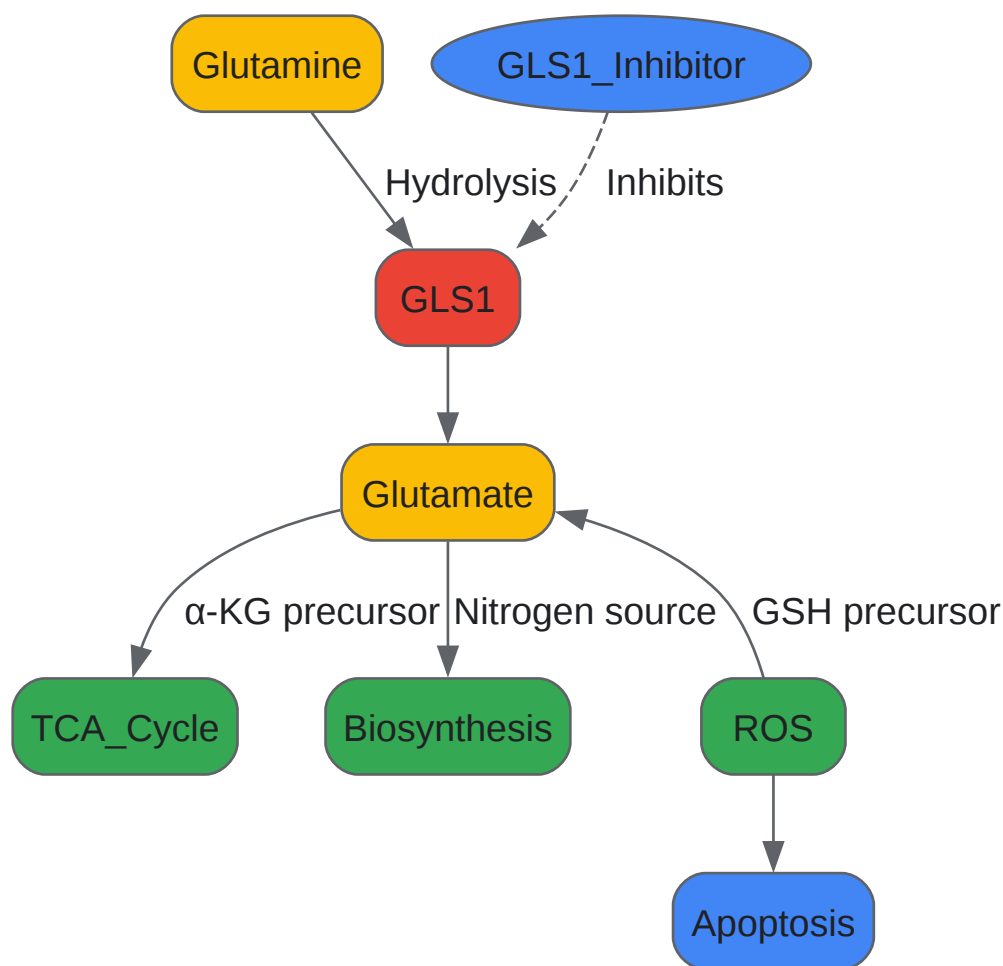 Glutamine
GLS1_Inhibitor
Hydrolysis
Inhibits
GLS1
Glutamate
α-KG precursor
Nitrogen source
GSH precursor
TCA_Cycle
Biosynthesis
ROS
Apoptosis